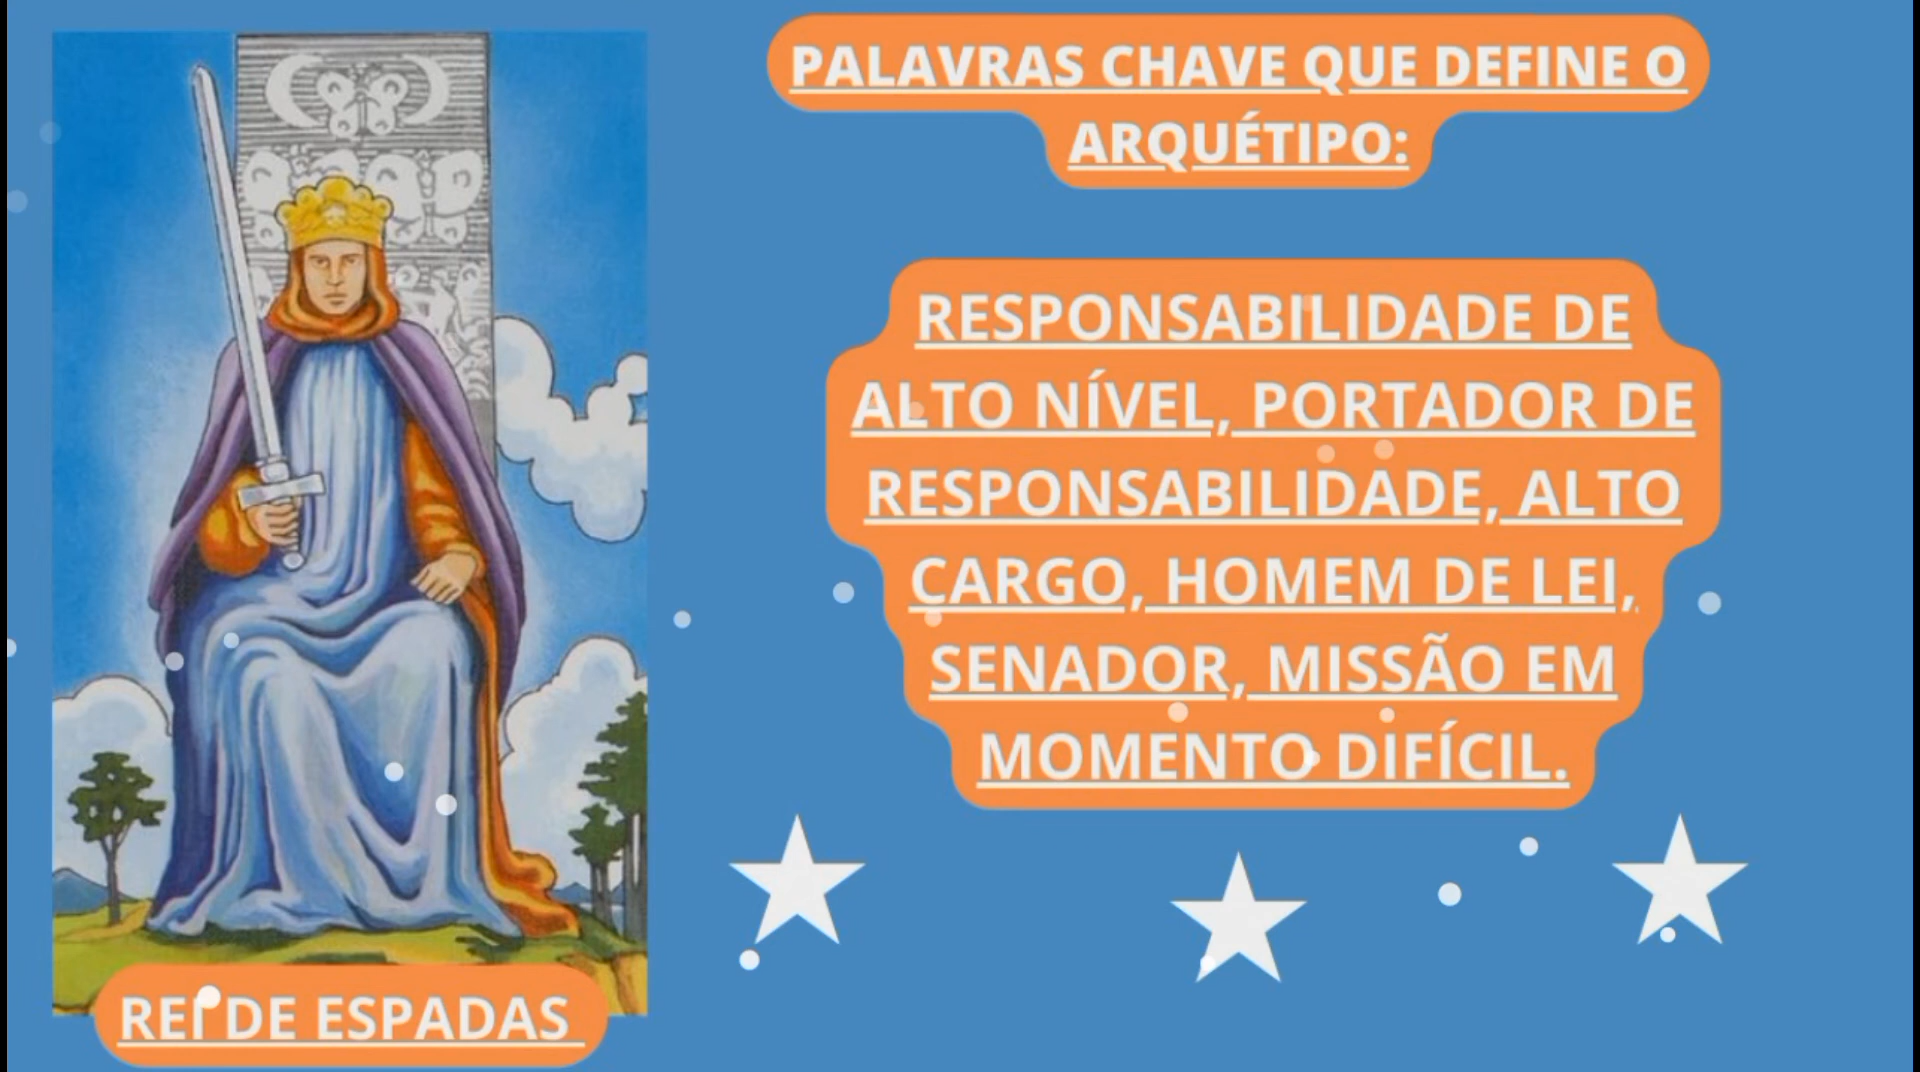 PALAVRAS CHAVE QUE DEFINE O
ARQUÉTIPO:
RESPONSABILIDADE DE
ALTO NÍVEL, PORTADOR DE
RESPONSABILIDADE, ALTO
CARGO, HOMEM DE LEI,
SENADOR, MISSÃO EM
MOMENTO DIFÍCIL.
REI DE ESPADAS